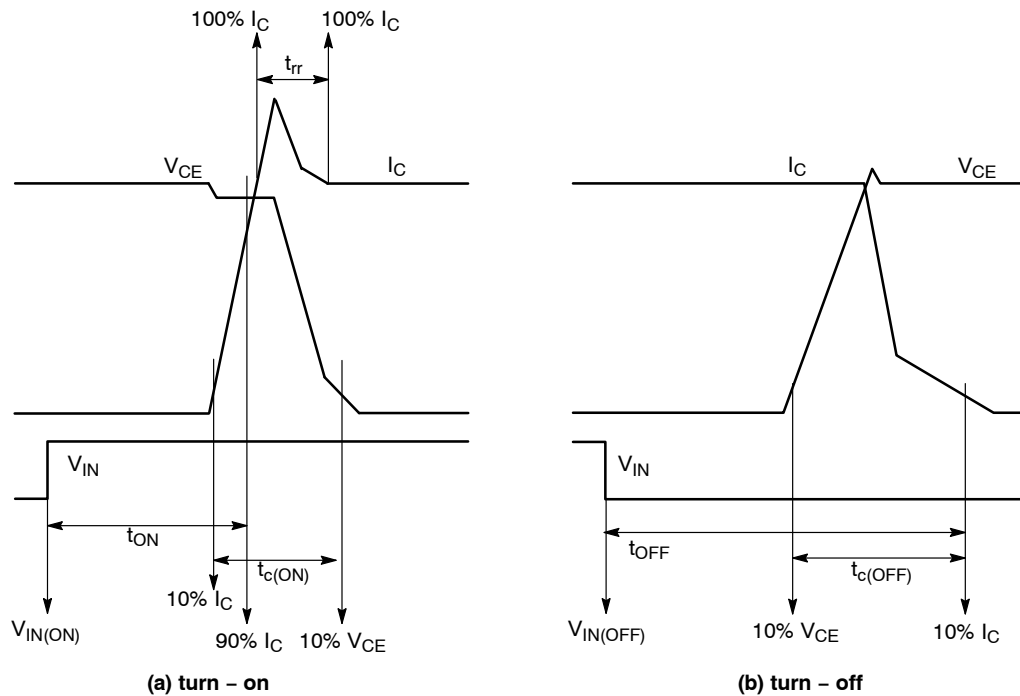 100% I_C 100% I_C
t_rr
V_CE I_C
V_IN
t_ON
t_c(ON)
10% I_C
V_IN(ON)
90% I_C 10% V_CE
(a) turn – on
I_C V_CE
V_IN
t_OFF
t_c(OFF)
V_IN(OFF) 10% V_CE 10% I_C
(b) turn – off